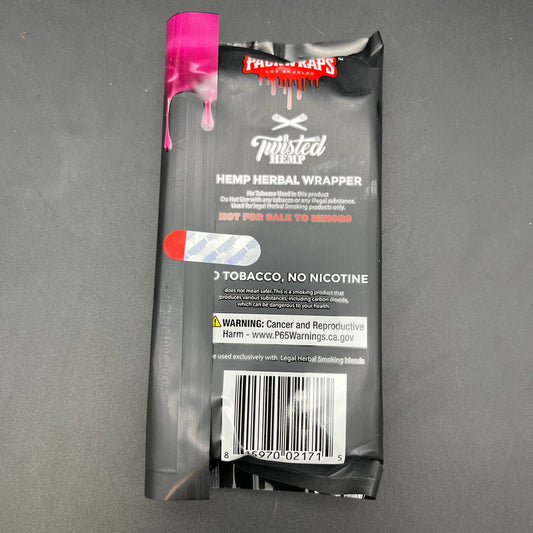 PACKWRAPS
LOS ANGELES
Twisted
HEMP
HEMP HERBAL WRAPPER
No Tobacco Used in this product
Do Not Use with any tobacco or any illegal substance.
Used for legal Herbal Smoking products only.
NOT FOR SALE TO MINORS
O TOBACCO, NO NICOTINE
does not mean safer. This is a smoking product that
produces various substances, including carbon dioxide,
which can be dangerous to your health.
WARNING: Cancer and Reproductive
Harm - www.P65Warnings.ca.gov
e used exclusively with Legal Herbal Smoking blends
8 15970 02171 5